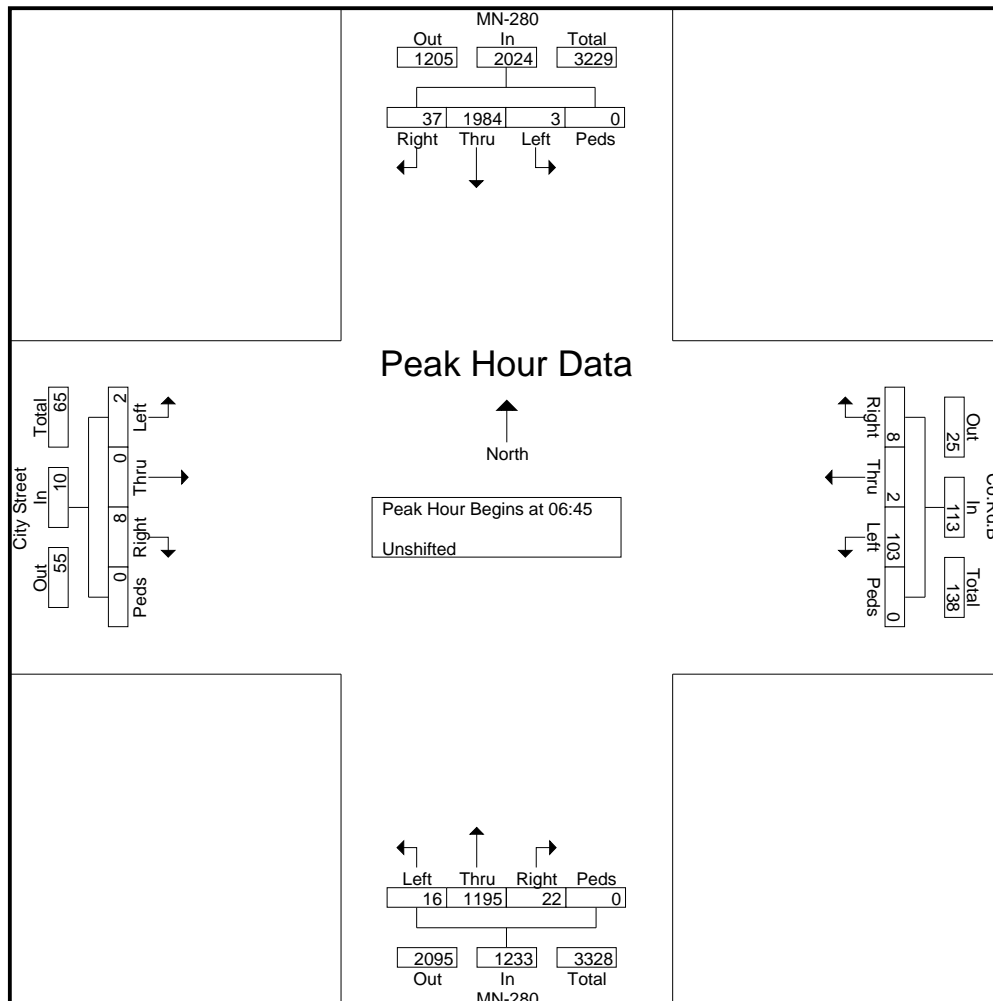 MN-280
Out In Total
1205 2024 3229
37 1984 3 0
Right Thru Left Peds
Peak Hour Data
North
Peak Hour Begins at 06:45
Unshifted
City Street
Total In Out
65 10 55
2 0 8 0
Left Thru Right Peds
Co.Rd.B
Out In Total
25 113 138
8 2 103 0
Right Thru Left Peds
Left Thru Right Peds
16 1195 22 0
2095 1233 3328
Out In Total
MN-280